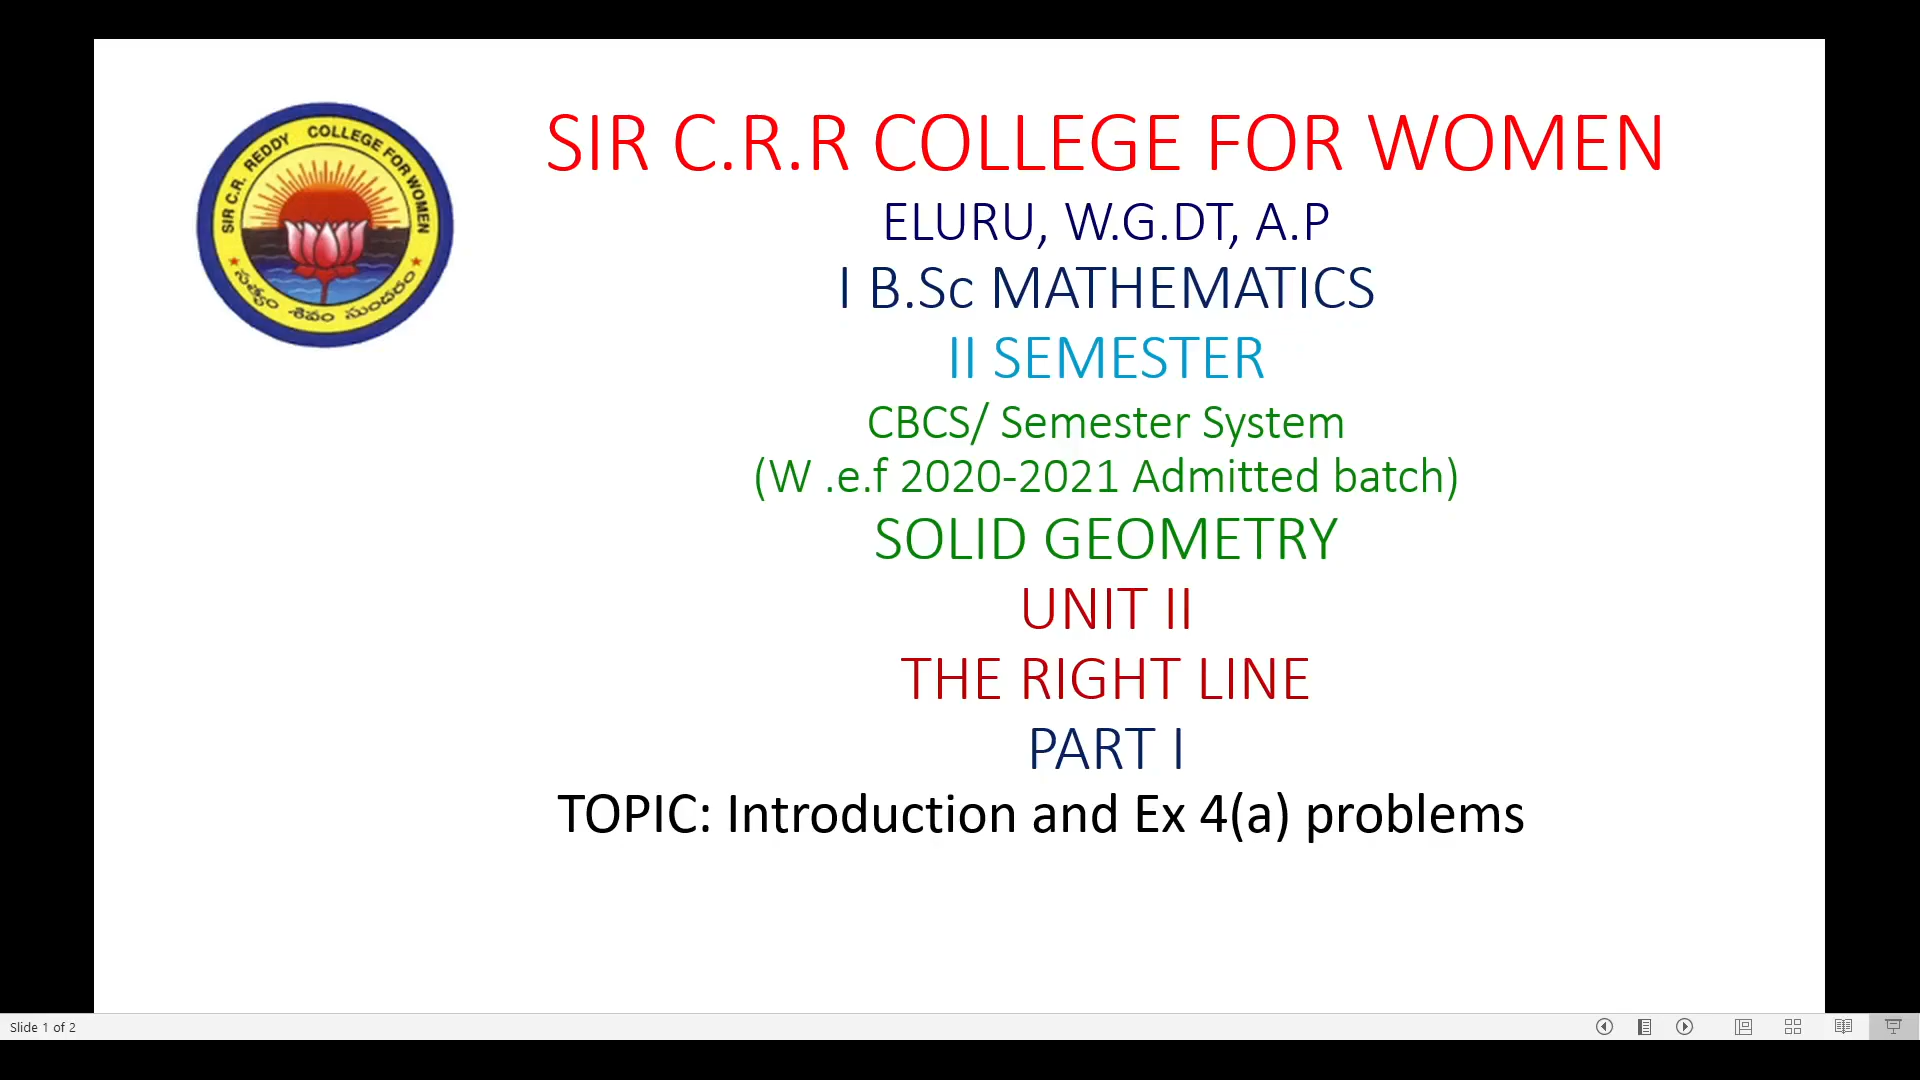 SIR C.R. REDDY COLLEGE FOR WOMEN
సత్యం శివం సుందరం
SIR C.R.R COLLEGE FOR WOMEN
ELURU, W.G.DT, A.P
I B.Sc MATHEMATICS
II SEMESTER
CBCS/ Semester System
(W .e.f 2020-2021 Admitted batch)
SOLID GEOMETRY
UNIT II
THE RIGHT LINE
PART I
TOPIC: Introduction and Ex 4(a) problems
Slide 1 of 2